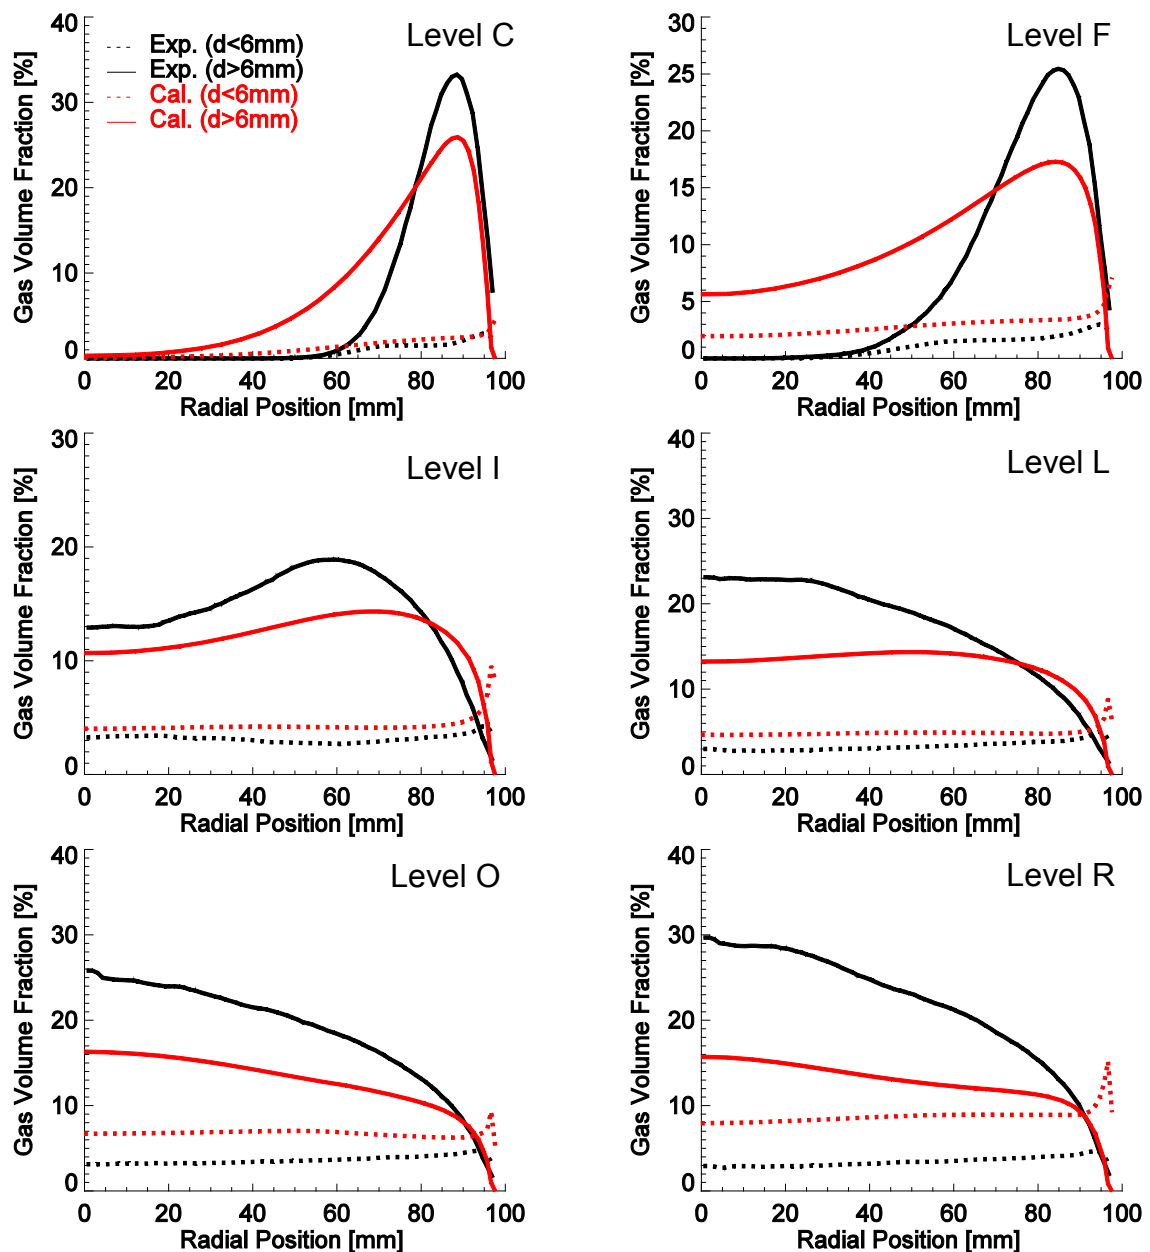 Level C
Exp. (d<6mm)
Exp. (d>6mm)
Cal. (d<6mm)
Cal. (d>6mm)
Gas Volume Fraction [%]
40
30
20
10
0
0 20 40 60 80 100
Radial Position [mm]
Level F
Gas Volume Fraction [%]
30
25
20
15
10
5
0
0 20 40 60 80 100
Radial Position [mm]
Level I
Gas Volume Fraction [%]
30
20
10
0
0 20 40 60 80 100
Radial Position [mm]
Level L
Gas Volume Fraction [%]
40
30
20
10
0
0 20 40 60 80 100
Radial Position [mm]
Level O
Gas Volume Fraction [%]
40
30
20
10
0
0 20 40 60 80 100
Radial Position [mm]
Level R
Gas Volume Fraction [%]
40
30
20
10
0
0 20 40 60 80 100
Radial Position [mm]